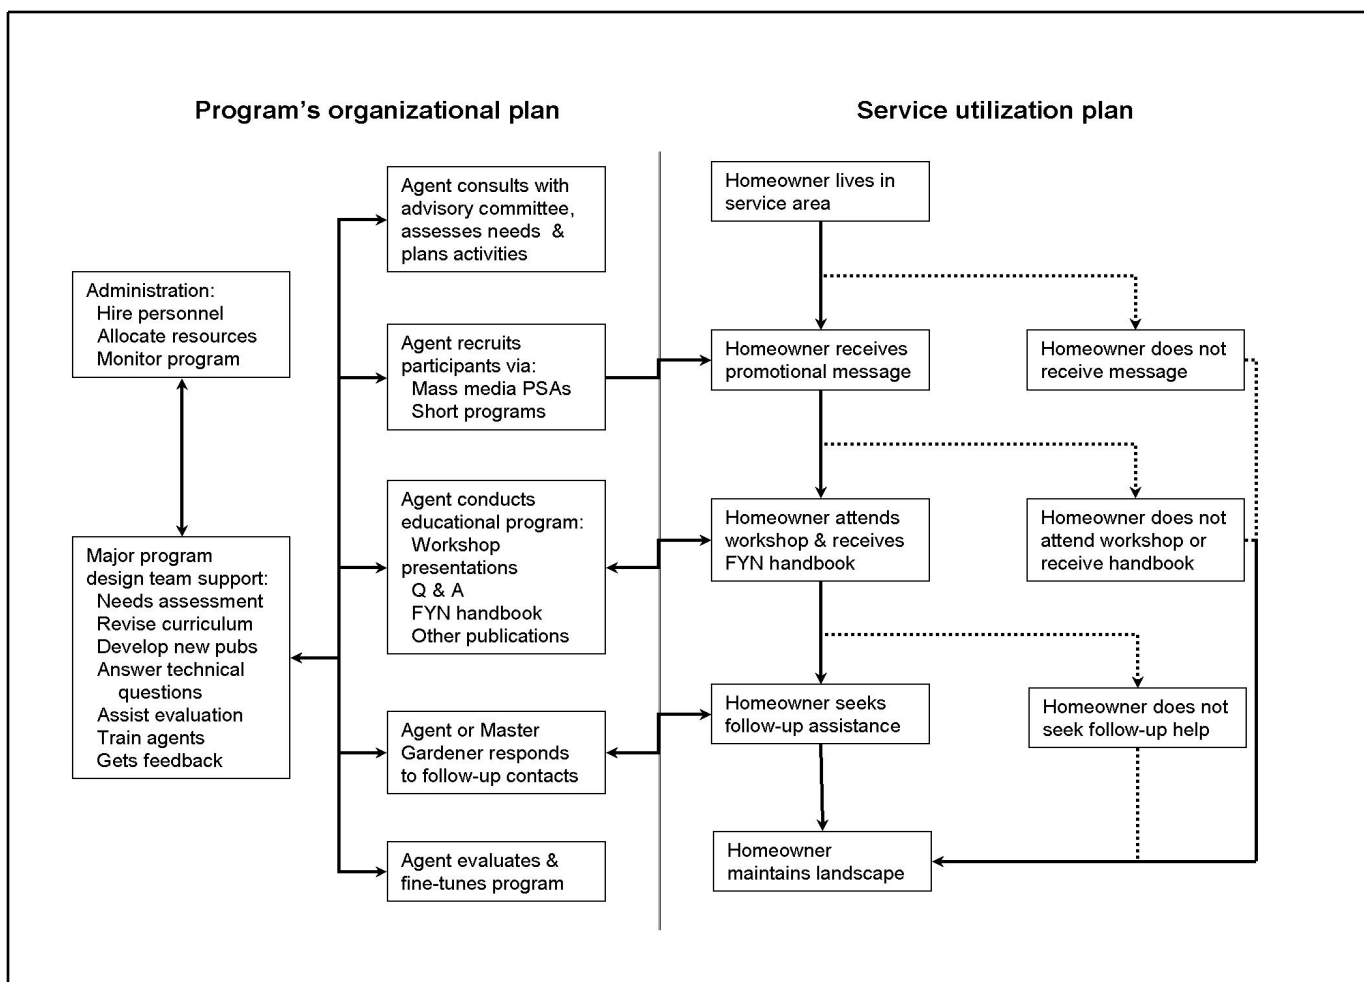 Program's organizational plan
Service utilization plan
Administration:
Hire personnel
Allocate resources
Monitor program
Major program
design team support:
Needs assessment
Revise curriculum
Develop new pubs
Answer technical
questions
Assist evaluation
Train agents
Gets feedback
Agent consults with
advisory committee,
assesses needs &
plans activities
Agent recruits
participants via:
Mass media PSAs
Short programs
Agent conducts
educational program:
Workshop
presentations
Q & A
FYN handbook
Other publications
Agent or Master
Gardener responds
to follow-up contacts
Agent evaluates &
fine-tunes program
Homeowner lives in
service area
Homeowner receives
promotional message
Homeowner does not
receive message
Homeowner attends
workshop & receives
FYN handbook
Homeowner does not
attend workshop or
receive handbook
Homeowner seeks
follow-up assistance
Homeowner does not
seek follow-up help
Homeowner
maintains landscape